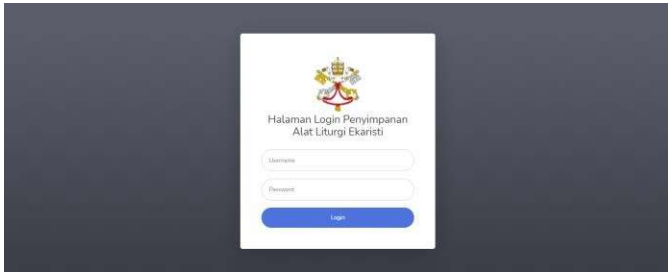 Halaman Login Penyimpanan
Alat Liturgi Ekaristi
Username
Password
Login